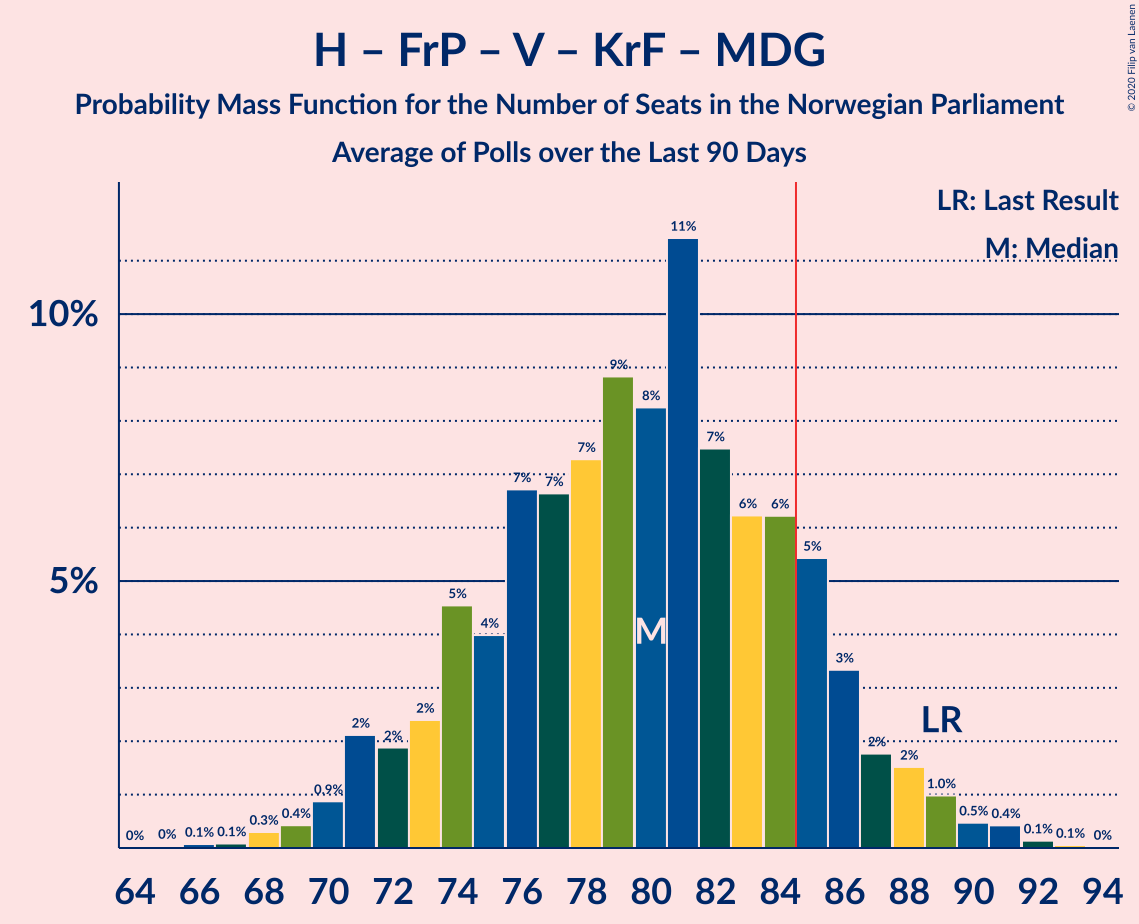 H – FrP – V – KrF – MDG
Probability Mass Function for the Number of Seats in the Norwegian Parliament
Average of Polls over the Last 90 Days
© 2020 Filip van Laenen
LR: Last Result
M: Median
10%
5%
0% 0% 0.1% 0.1% 0.3% 0.4% 0.9% 2% 2% 2% 5% 4% 7% 7% 7% 9% 8% 11% 7% 6% 6% 5% 3% 2% 2% 1.0% 0.5% 0.4% 0.1% 0.1% 0%
M
LR
64 66 68 70 72 74 76 78 80 82 84 86 88 90 92 94